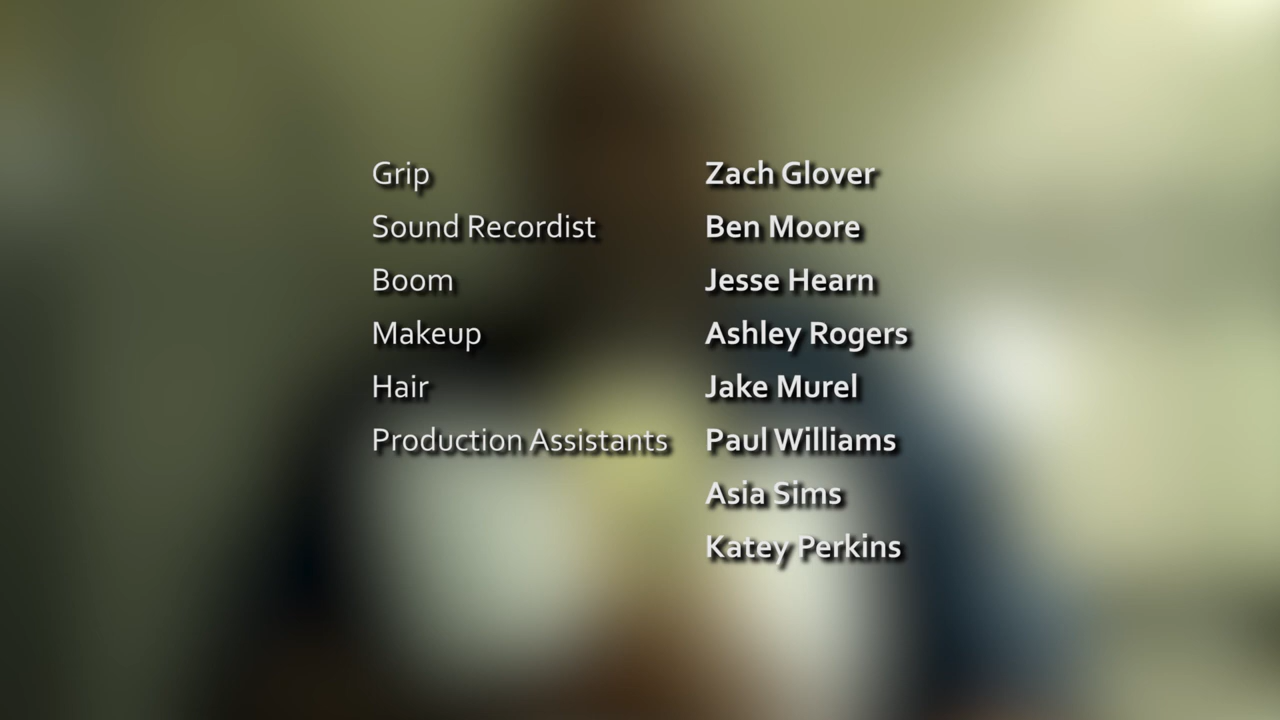 Grip Zach Glover
Sound Recordist Ben Moore
Boom Jesse Hearn
Makeup Ashley Rogers
Hair Jake Murel
Production Assistants Paul Williams
Asia Sims
Katey Perkins